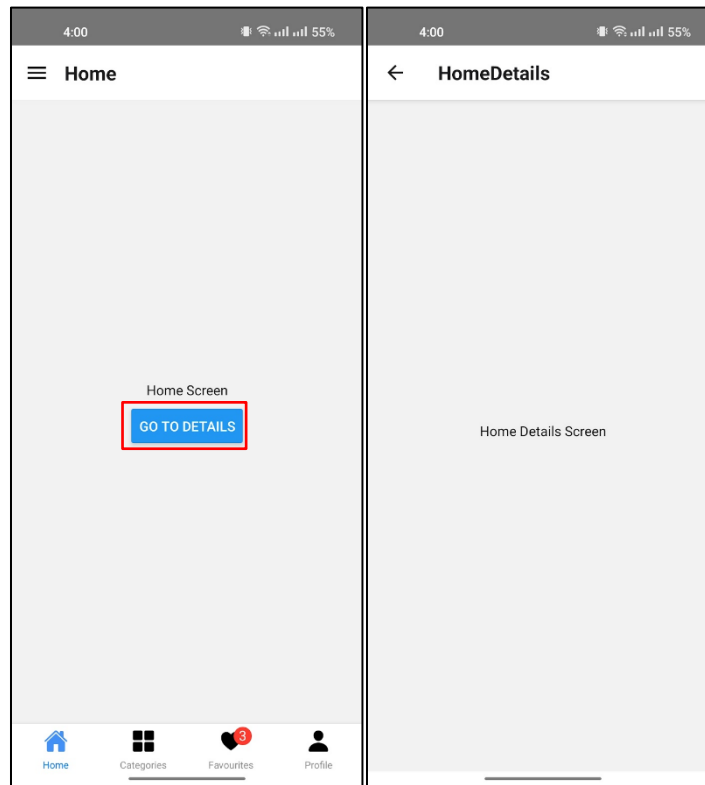 4:00 55%
Home
Home Screen
GO TO DETAILS
3
Home Categories Favourites Profile
4:00 55%
HomeDetails
Home Details Screen